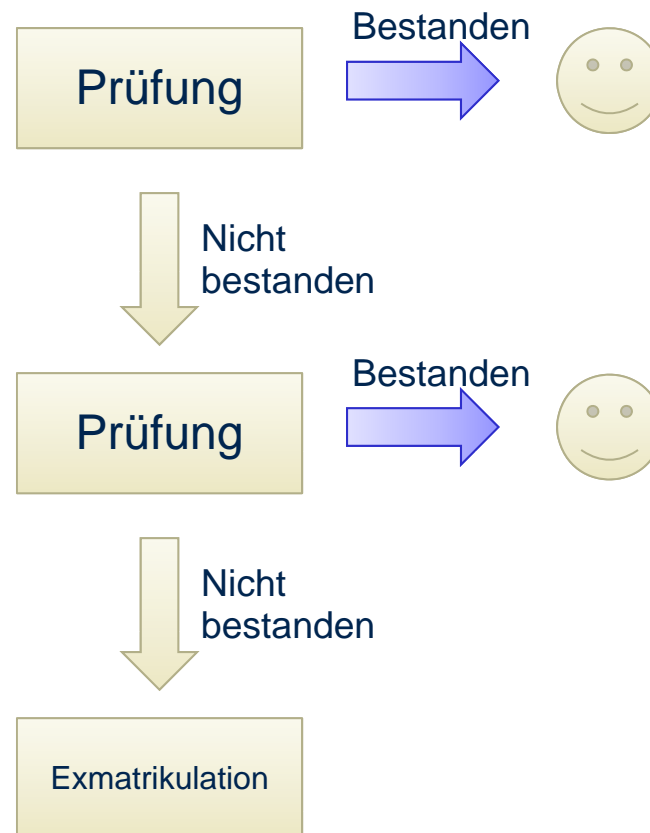 Bestanden
Prüfung
Nicht
bestanden
Bestanden
Prüfung
Nicht
bestanden
Exmatrikulation